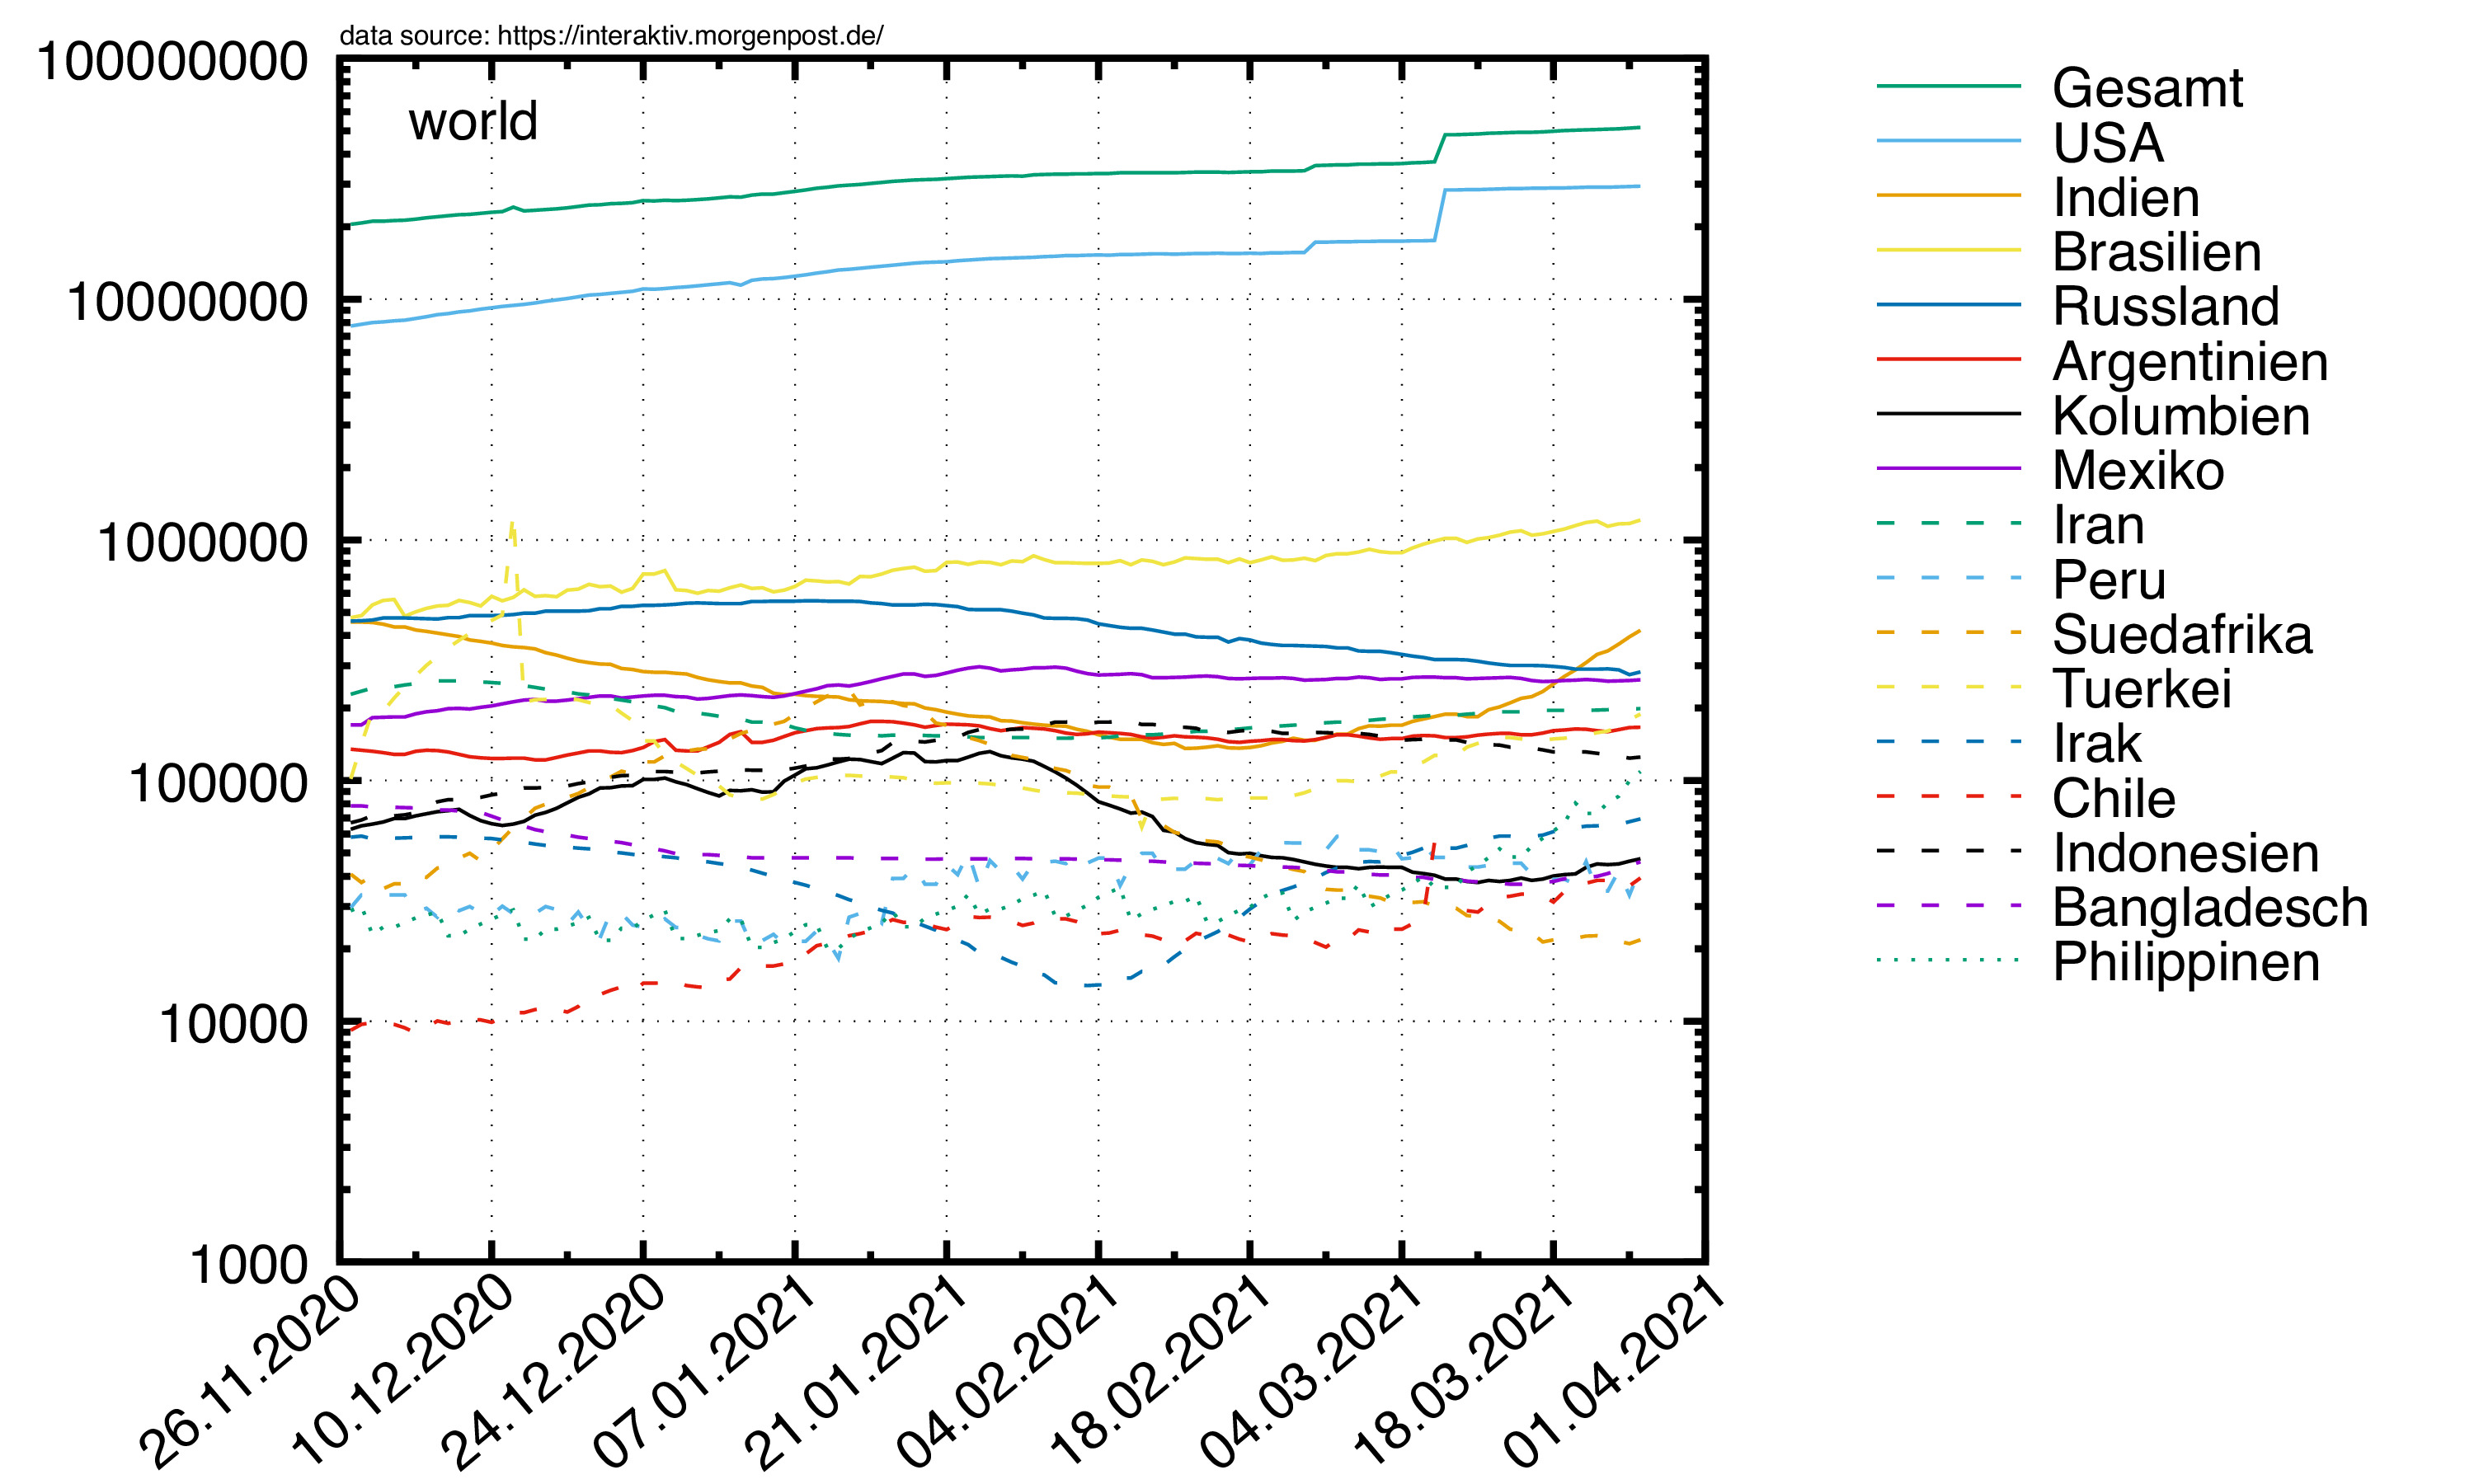 data source: https://interaktiv.morgenpost.de/
100000000
10000000
1000000
100000
10000
1000
world
26.11.2020
10.12.2020
24.12.2020
07.01.2021
21.01.2021
04.02.2021
18.02.2021
04.03.2021
18.03.2021
01.04.2021
Gesamt
USA
Indien
Brasilien
Russland
Argentinien
Kolumbien
Mexiko
Iran
Peru
Suedafrika
Tuerkei
Irak
Chile
Indonesien
Bangladesch
Philippinen